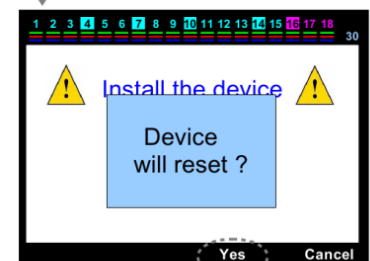 1 2 3 4 5 6 7 8 9 10 11 12 13 14 15 16 17 18
30
! Install the device !
Device
will reset ?
Yes Cancel